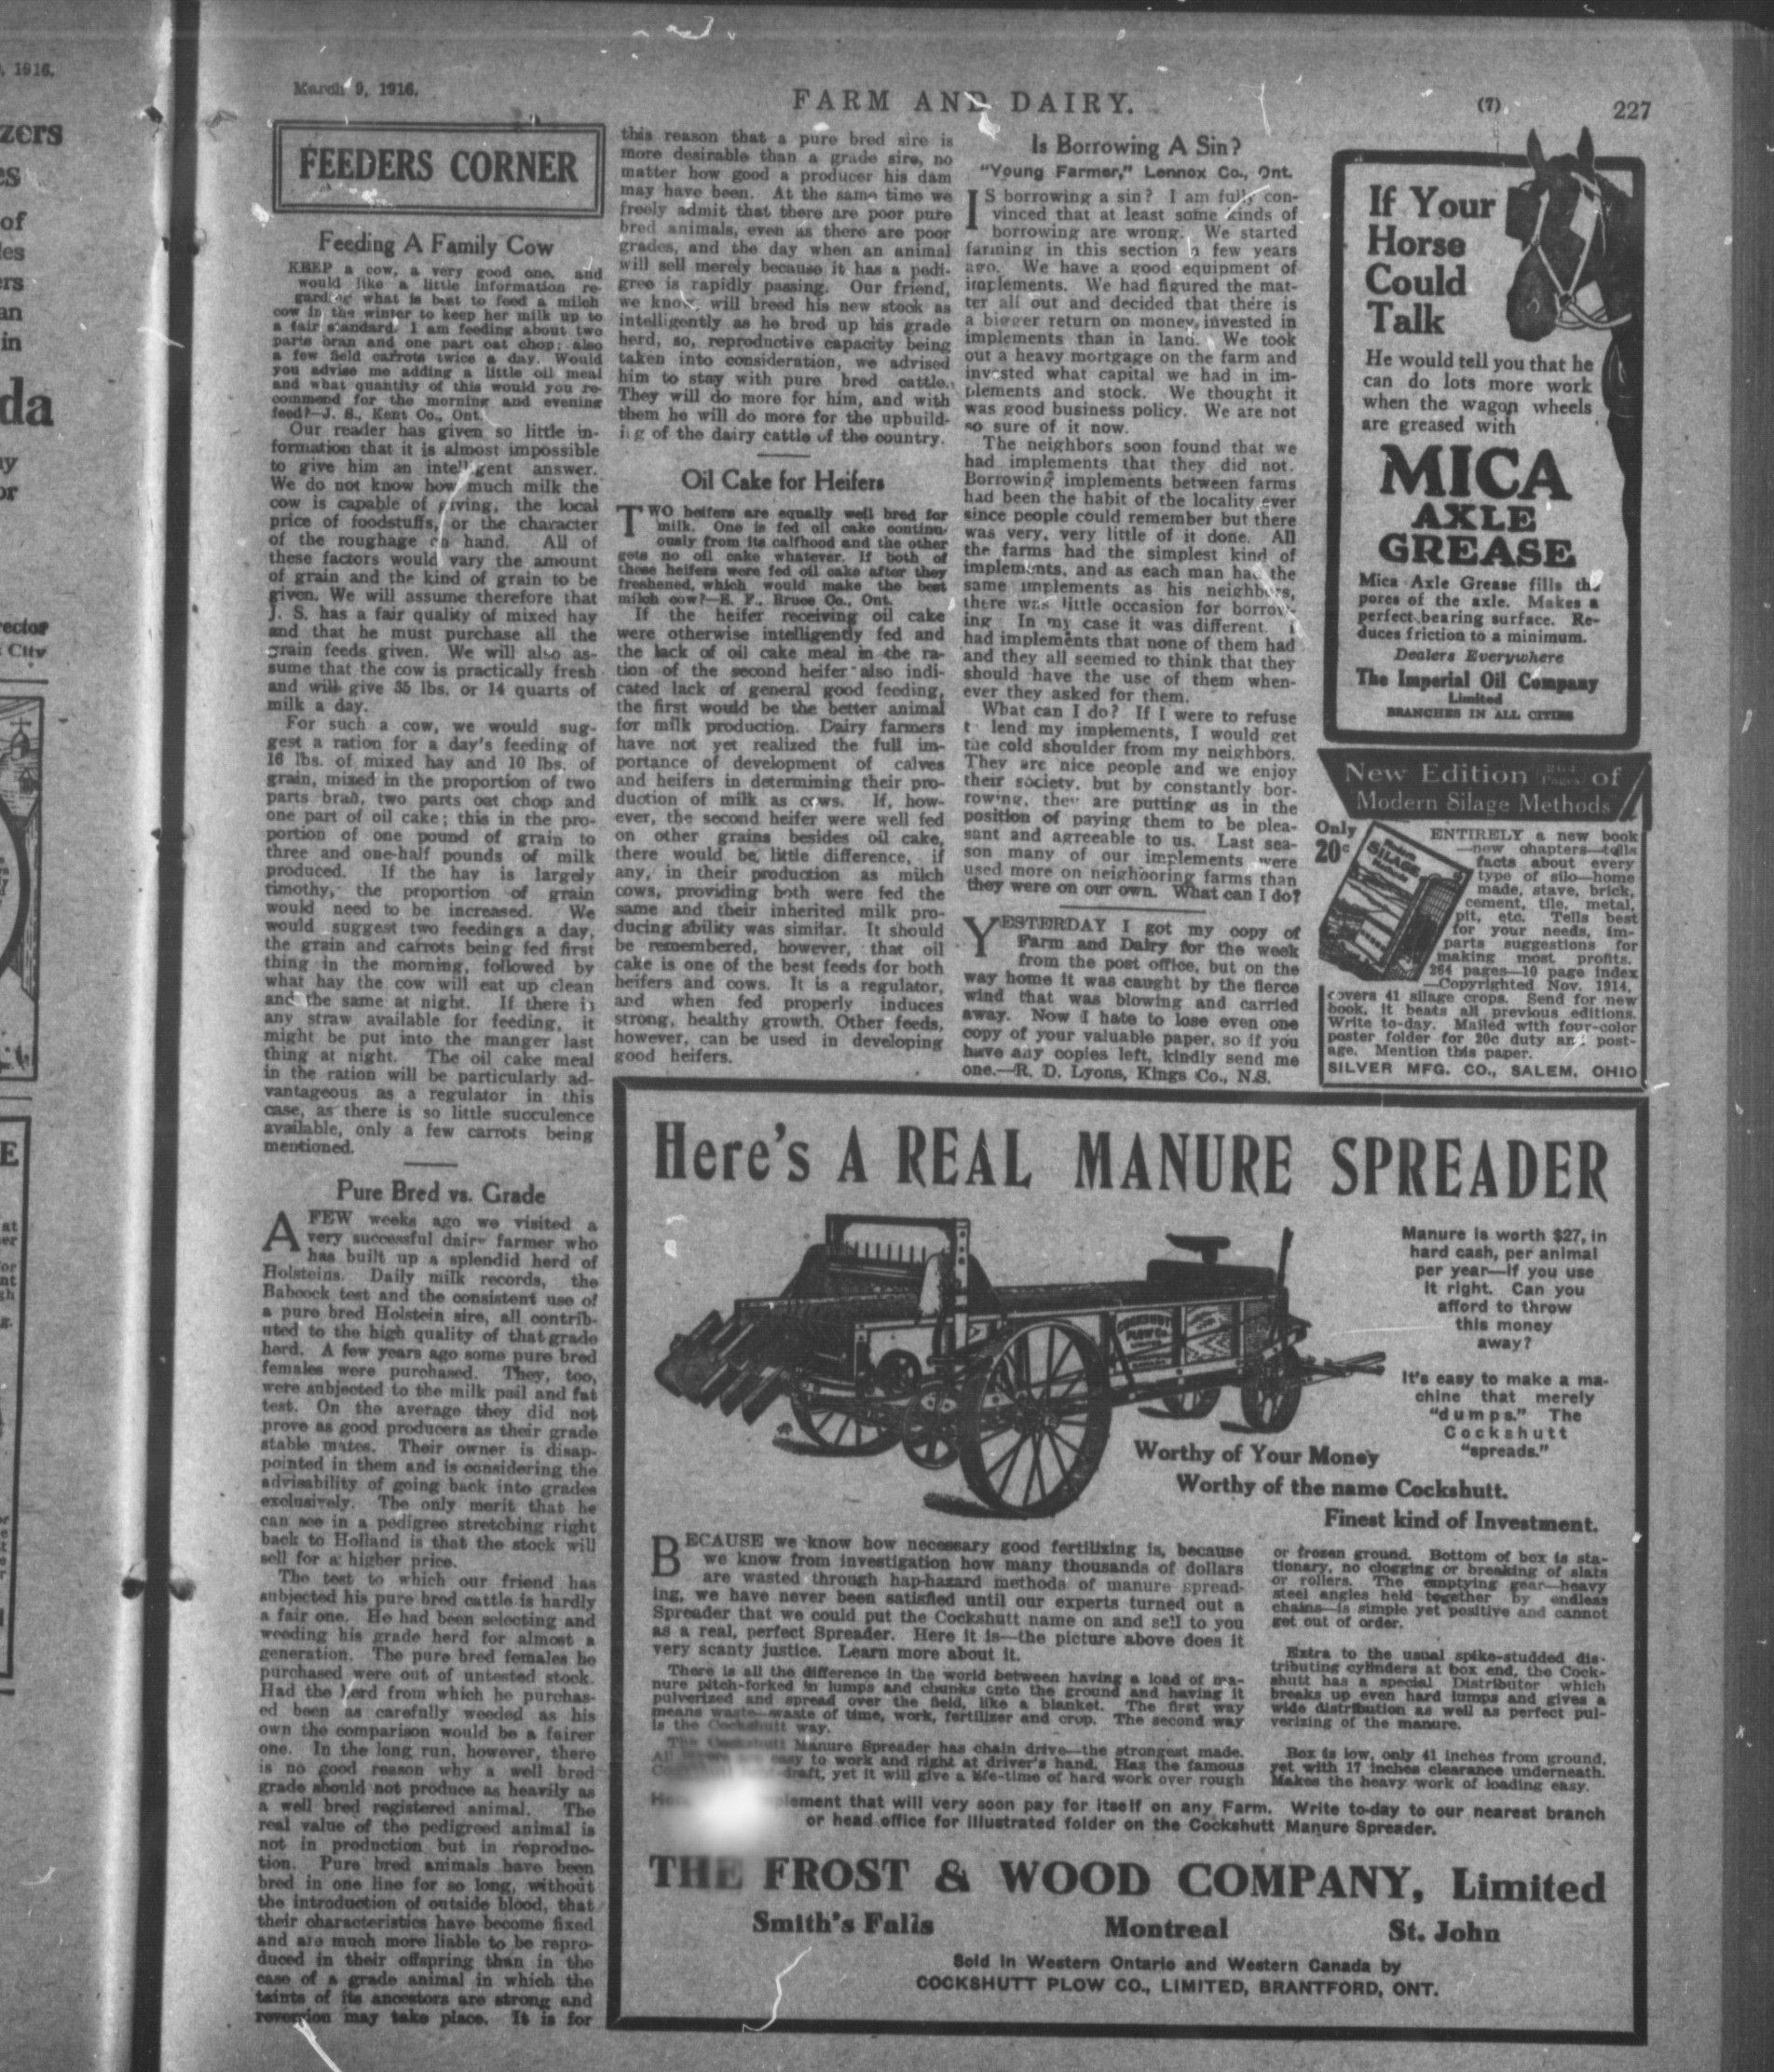 March 9, 1916.
FARM AND DAIRY.
(7)
227
FEEDERS CORNER
Feeding A Family Cow
KEEP a cow, a very good one, and
would like a little information re-
garding what is best to feed a milch
cow in the winter to keep her milk up to
a fair standard. I am feeding about two
parts bran and one part oat chop; also
a few field carrots twice a day. Would
you advise me adding a little oil meal
and what quantity of this would you re-
commend for the morning and evening
feed?—J. S., Kent Co., Ont.
Our reader has given so little in-
formation that it is almost impossible
to give him an intelligent answer.
We do not know how much milk the
cow is capable of giving, the local
price of foodstuffs, or the character
of the roughage on hand. All of
these factors would vary the amount
of grain and the kind of grain to be
given. We will assume therefore that
J. S. has a fair quality of mixed hay
and that he must purchase all the
grain feeds given. We will also as-
sume that the cow is practically fresh
and will give 35 lbs. or 14 quarts of
milk a day.
For such a cow, we would sug-
gest a ration for a day's feeding of
16 lbs. of mixed hay and 10 lbs. of
grain, mixed in the proportion of two
parts bran, two parts oat chop and
one part of oil cake; this in the pro-
portion of one pound of grain to
three and one-half pounds of milk
produced. If the hay is largely
timothy, the proportion of grain
would need to be increased. We
would suggest two feedings a day,
the grain and carrots being fed first
thing in the morning, followed by
what hay the cow will eat up clean
and the same at night. If there is
any straw available for feeding, it
might be put into the manger last
thing at night. The oil cake meal
in the ration will be particularly ad-
vantageous as a regulator in this
case, as there is so little succulence
available, only a few carrots being
mentioned.
Pure Bred vs. Grade
A FEW weeks ago we visited a
very successful dairy farmer who
has built up a splendid herd of
Holsteins. Daily milk records, the
Babcock test and the consistent use of
a pure bred Holstein sire, all contrib-
uted to the high quality of that grade
herd. A few years ago some pure bred
females were purchased. They, too,
were subjected to the milk pail and fat
test. On the average they did not
prove as good producers as their grade
stable mates. Their owner is disap-
pointed in them and is considering the
advisability of going back into grades
exclusively. The only merit that he
can see in a pedigree stretching right
back to Holland is that the stock will
sell for a higher price.
The test to which our friend has
subjected his pure bred cattle is hardly
a fair one. He had been selecting and
weeding his grade herd for almost a
generation. The pure bred females he
purchased were out of untested stock.
Had the herd from which he purchas-
ed been as carefully weeded as his
own the comparison would be a fairer
one. In the long run, however, there
is no good reason why a well bred
grade should not produce as heavily as
a well bred registered animal. The
real value of the pedigreed animal is
not in production but in reproduc-
tion. Pure bred animals have been
bred in one line for so long, without
the introduction of outside blood, that
their characteristics have become fixed
and are much more liable to be repro-
duced in their offspring than in the
case of a grade animal in which the
taints of its ancestors are strong and
reversion may take place. It is for
this reason that a pure bred sire is
more desirable than a grade sire, no
matter how good a producer his dam
may have been. At the same time we
freely admit that there are poor pure
bred animals, even as there are poor
grades, and the day when an animal
will sell merely because it has a pedi-
gree is rapidly passing. Our friend,
we know, will breed his new stock as
intelligently as he bred up his grade
herd, so, reproductive capacity being
taken into consideration, we advised
him to stay with pure bred cattle.
They will do more for him, and with
them he will do more for the upbuild-
ing of the dairy cattle of the country.
Oil Cake for Heifers
TWO heifers are equally well bred for
milk. One is fed oil cake continu-
ously from its calfhood and the other
gets no oil cake whatever. If both of
these heifers were fed oil cake after they
freshened, which would make the best
milch cow?—E. F., Bruce Co., Ont.
If the heifer receiving oil cake
were otherwise intelligently fed and
the lack of oil cake meal in the ra-
tion of the second heifer also indi-
cated lack of general good feeding,
the first would be the better animal
for milk production. Dairy farmers
have not yet realized the full im-
portance of development of calves
and heifers in determining their pro-
duction of milk as cows. If, how-
ever, the second heifer were well fed
on other grains besides oil cake,
there would be little difference, if
any, in their production as milch
cows, providing both were fed the
same and their inherited milk pro-
ducing ability was similar. It should
be remembered, however, that oil
cake is one of the best feeds for both
heifers and cows. It is a regulator,
and when fed properly induces
strong, healthy growth. Other feeds,
however, can be used in developing
good heifers.
Is Borrowing A Sin?
"Young Farmer," Lennox Co., Ont.
IS borrowing a sin? I am fully con-
vinced that at least some kinds of
borrowing are wrong. We started
farming in this section a few years
ago. We have a good equipment of
implements. We had figured the mat-
ter all out and decided that there is
a bigger return on money invested in
implements than in land. We took
out a heavy mortgage on the farm and
invested what capital we had in im-
plements and stock. We thought it
was good business policy. We are not
so sure of it now.
The neighbors soon found that we
had implements that they did not.
Borrowing implements between farms
had been the habit of the locality ever
since people could remember but there
was very, very little of it done. All
the farms had the simplest kind of
implements, and as each man had the
same implements as his neighbors,
there was little occasion for borrow-
ing. In my case it was different. I
had implements that none of them had
and they all seemed to think that they
should have the use of them when-
ever they asked for them.
What can I do? If I were to refuse
to lend my implements, I would get
the cold shoulder from my neighbors.
They are nice people and we enjoy
their society, but by constantly bor-
rowing, they are putting us in the
position of paying them to be plea-
sant and agreeable to us. Last sea-
son many of our implements were
used more on neighboring farms than
they were on our own. What can I do?
YESTERDAY I got my copy of
Farm and Dairy for the week
from the post office, but on the
way home it was caught by the fierce
wind that was blowing and carried
away. Now I hate to lose even one
copy of your valuable paper, so if you
have any copies left, kindly send me
one.—R. D. Lyons, Kings Co., N.S.
If Your
Horse
Could
Talk
He would tell you that he
can do lots more work
when the wagon wheels
are greased with
MICA
AXLE
GREASE
Mica Axle Grease fills the
pores of the axle. Makes a
perfect bearing surface. Re-
duces friction to a minimum.
Dealers Everywhere
The Imperial Oil Company
Limited
BRANCHES IN ALL CITIES
New Edition 264 Pages of
Modern Silage Methods
Only
20c
ENTIRELY a new book
—new chapters—tells
facts about every
type of silo—home
made, stave, brick,
cement, tile, metal,
pit, etc. Tells best
for your needs, im-
parts suggestions for
making most profits.
264 pages—10 page index
—Copyrighted Nov. 1914,
covers 41 silage crops. Send for new
book, it beats all previous editions.
Write to-day. Mailed with four-color
poster folder for 20c duty and post-
age. Mention this paper.
SILVER MFG. CO., SALEM, OHIO
Here's A REAL MANURE SPREADER
COCKSHUTT
PLOW Co.
Manure is worth $27, in
hard cash, per animal
per year—if you use
it right. Can you
afford to throw
this money
away?
It's easy to make a ma-
chine that merely
"dumps." The
Cockshutt
"spreads."
Worthy of Your Money
Worthy of the name Cockshutt.
Finest kind of Investment.
BECAUSE we know how necessary good fertilizing is, because
we know from investigation how many thousands of dollars
are wasted through hap-hazard methods of manure spread-
ing, we have never been satisfied until our experts turned out a
Spreader that we could put the Cockshutt name on and sell to you
as a real, perfect Spreader. Here it is—the picture above does it
very scanty justice. Learn more about it.
There is all the difference in the world between having a load of ma-
nure pitch-forked in lumps and chunks onto the ground and having it
pulverized and spread over the field, like a blanket. The first way
means waste—waste of time, work, fertilizer and crop. The second way
is the Cockshutt way.
The Cockshutt Manure Spreader has chain drive—the strongest made.
All easy to work and right at driver's hand. Has the famous
draft, yet it will give a life-time of hard work over rough
or frozen ground. Bottom of box is sta-
tionary, no clogging or breaking of slats
or rollers. The emptying gear—heavy
steel angles held together by endless
chains—is simple yet positive and cannot
get out of order.
Extra to the usual spike-studded dis-
tributing cylinders at box end, the Cock-
shutt has a special Distributor which
breaks up even hard lumps and gives a
wide distribution as well as perfect pul-
verizing of the manure.
Box is low, only 41 inches from ground,
yet with 17 inches clearance underneath.
Makes the heavy work of loading easy.
that will very soon pay for itself on any Farm. Write to-day to our nearest branch
or head office for illustrated folder on the Cockshutt Manure Spreader.
THE FROST & WOOD COMPANY, Limited
Smith's Falls Montreal St. John
Sold in Western Ontario and Western Canada by
COCKSHUTT PLOW CO., LIMITED, BRANTFORD, ONT.